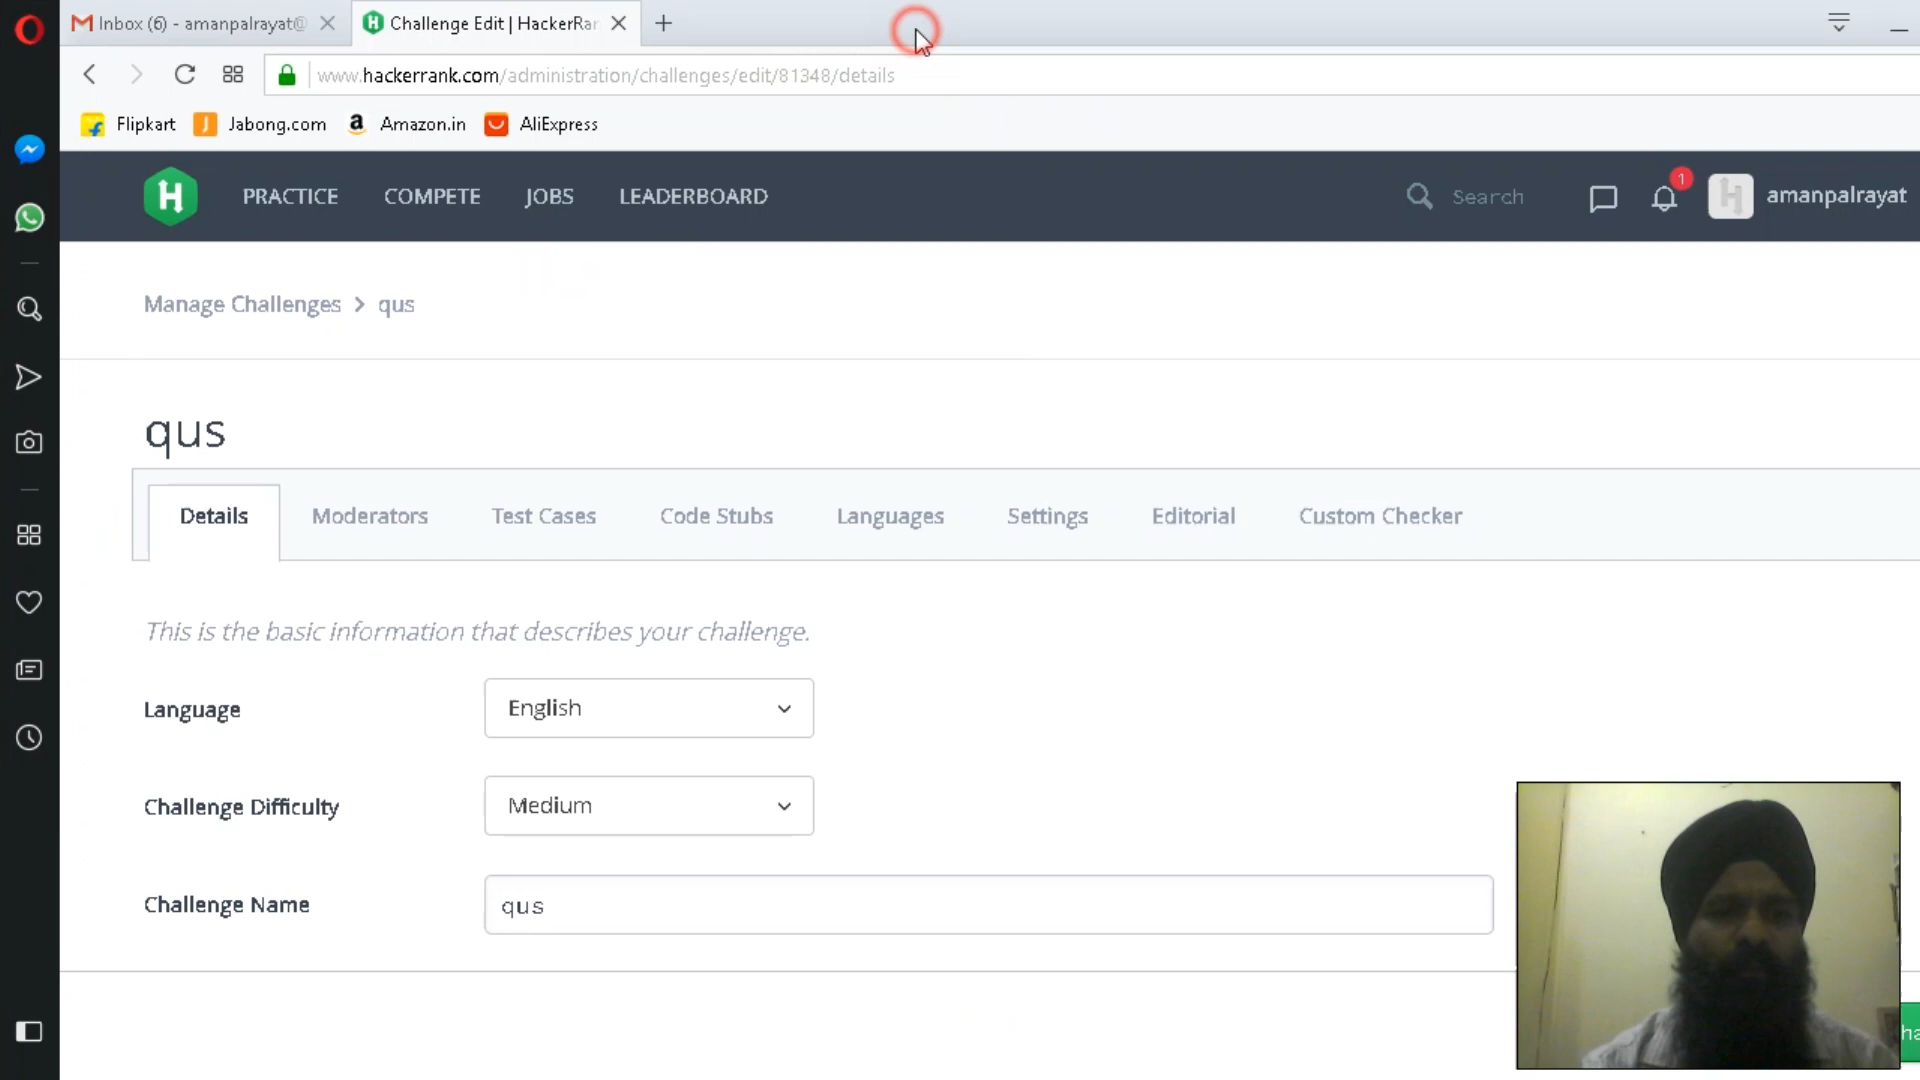 Inbox (6) - amanpalrayat@
Challenge Edit | HackerRan
www.hackerrank.com/administration/challenges/edit/81348/details
Flipkart Jabong.com Amazon.in AliExpress
PRACTICE COMPETE JOBS LEADERBOARD Search 1 amanpalrayat
Manage Challenges > qus
qus
Details Moderators Test Cases Code Stubs Languages Settings Editorial Custom Checker
This is the basic information that describes your challenge.
Language English
Challenge Difficulty Medium
Challenge Name qus